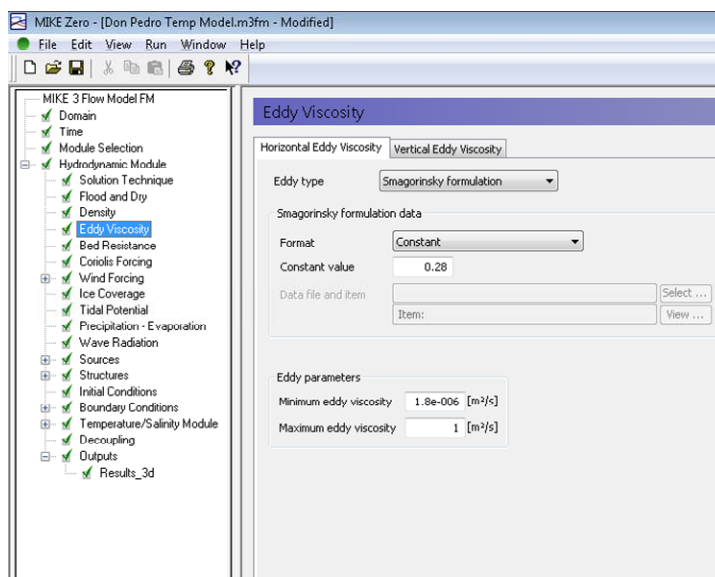 MIKE Zero - [Don Pedro Temp Model.m3fm - Modified]
File Edit View Run Window Help
MIKE 3 Flow Model FM
Domain
Time
Module Selection
Hydrodynamic Module
Solution Technique
Flood and Dry
Density
Eddy Viscosity
Bed Resistance
Coriolis Forcing
Wind Forcing
Ice Coverage
Tidal Potential
Precipitation - Evaporation
Wave Radiation
Sources
Structures
Initial Conditions
Boundary Conditions
Temperature/Salinity Module
Decoupling
Outputs
Results_3d
Eddy Viscosity
Horizontal Eddy Viscosity Vertical Eddy Viscosity
Eddy type Smagorinsky formulation
Smagorinsky formulation data
Format Constant
Constant value 0.28
Data file and item Select ...
Item: View ...
Eddy parameters
Minimum eddy viscosity 1.8e-006 [m²/s]
Maximum eddy viscosity 1 [m²/s]